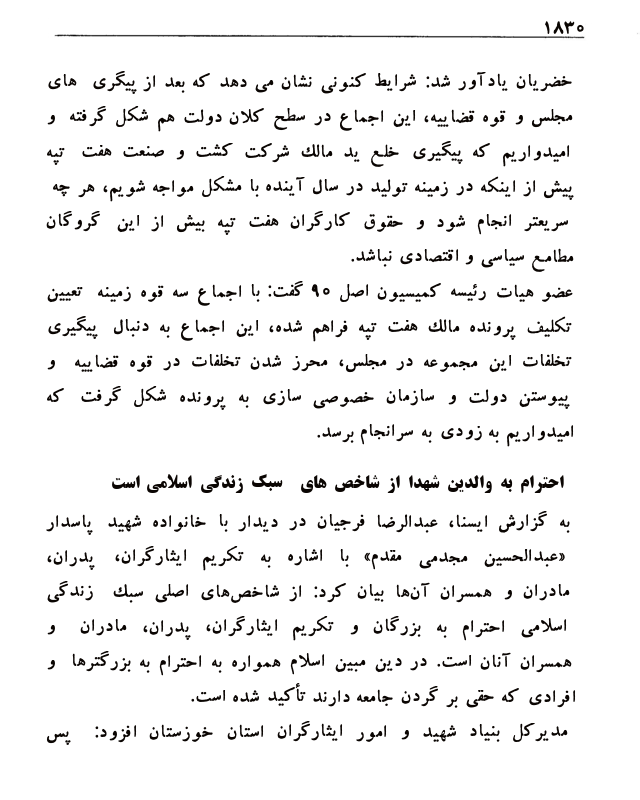 ۱۸۳۰
خضریان یادآور شد: شرایط کنونی نشان می دهد که بعد از پیگری های
مجلس و قوه قضاییه، این اجماع در سطح کلان دولت هم شکل گرفته و
امیدواریم که پیگیری خلع ید مالك شرکت کشت و صنعت هفت تپه
پیش از اینکه در زمینه تولید در سال آینده با مشکل مواجه شویم، هر چه
سریعتر انجام شود و حقوق کارگران هفت تپه بیش از این گروگان
مطامع سیاسی و اقتصادی نباشد.
عضو هیات رئیسه کمیسیون اصل ۹۰ گفت: با اجماع سه قوه زمینه تعیین
تکلیف پرونده مالك هفت تپه فراهم شده، این اجماع به دنبال پیگیری
تخلفات این مجموعه در مجلس، محرز شدن تخلفات در قوه قضاییه و
پیوستن دولت و سازمان خصوصی سازی به پرونده شکل گرفت که
امیدواریم به زودی به سرانجام برسد.
احترام به والدین شهدا از شاخص های سبک زندگی اسلامی است
به گزارش ایسنا، عبدالرضا فرجیان در دیدار با خانواده شهید پاسدار
«عبدالحسین مجدمی مقدم» با اشاره به تکریم ایثارگران، پدران،
مادران و همسران آن‌ها بیان کرد: از شاخص‌های اصلی سبك زندگی
اسلامی احترام به بزرگان و تکریم ایثارگران، پدران، مادران و
همسران آنان است. در دین مبین اسلام همواره به احترام به بزرگترها و
افرادی که حقی بر گردن جامعه دارند تأکید شده است.
مدیرکل بنیاد شهید و امور ایثارگران استان خوزستان افزود: پس